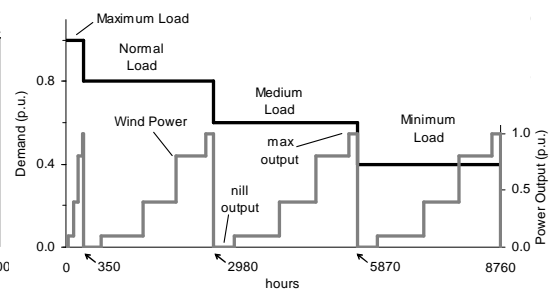 Maximum Load
Normal
Load
Medium
Load
Minimum
Load
Wind Power
max
output
nill
output
Demand (p.u.)
0.8
0.4
0.0
Power Output (p.u.)
1.0
0.5
0.0
0
350
2980
5870
8760
hours